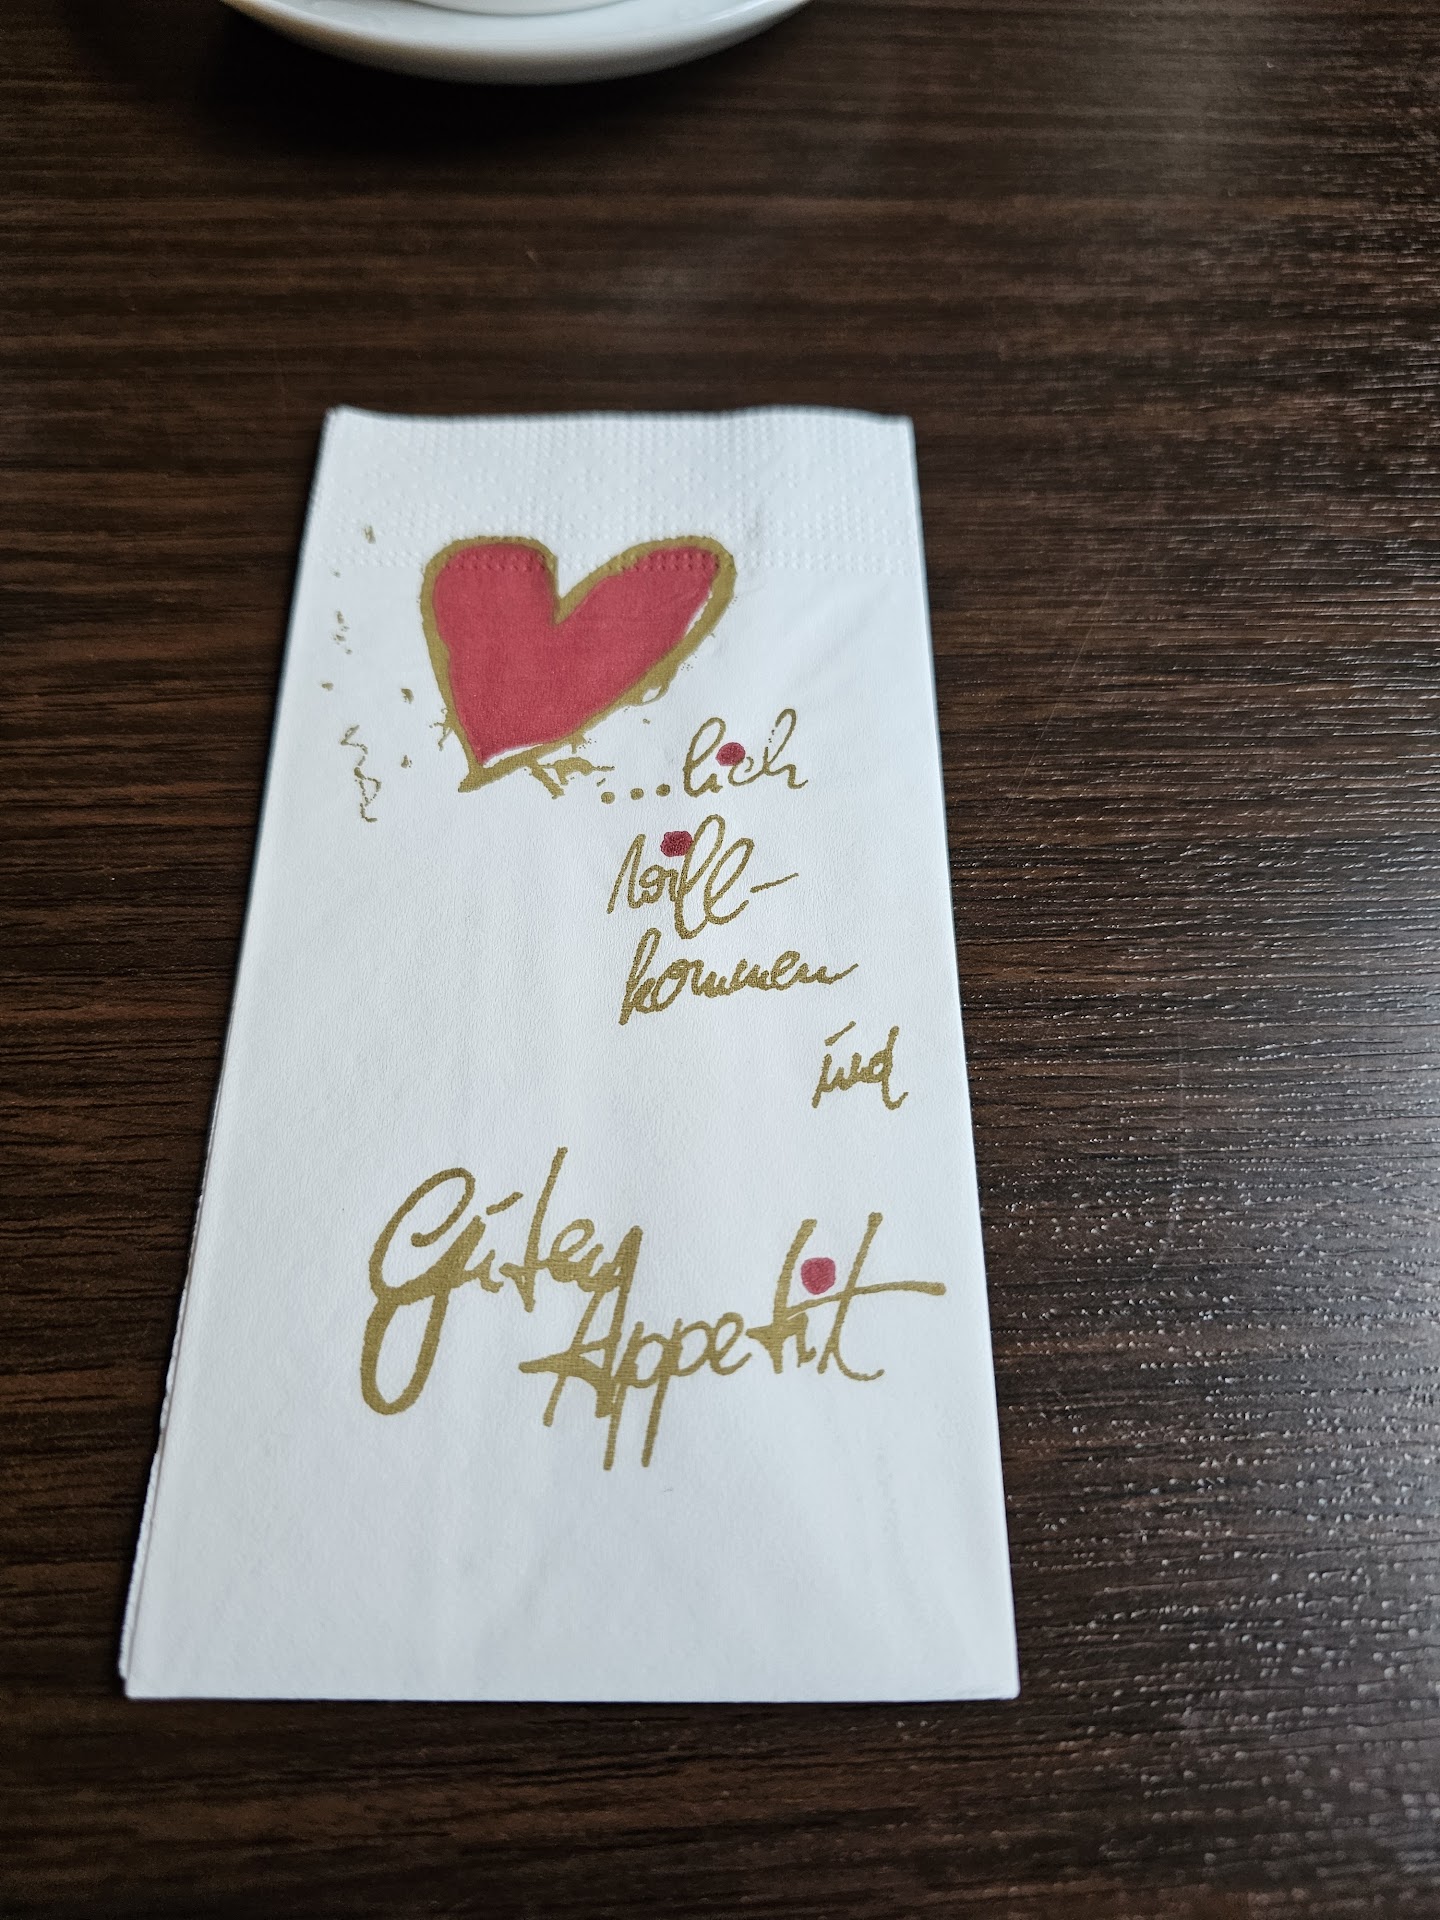 ...lich
will-
kommen
und
Guten
Appetit